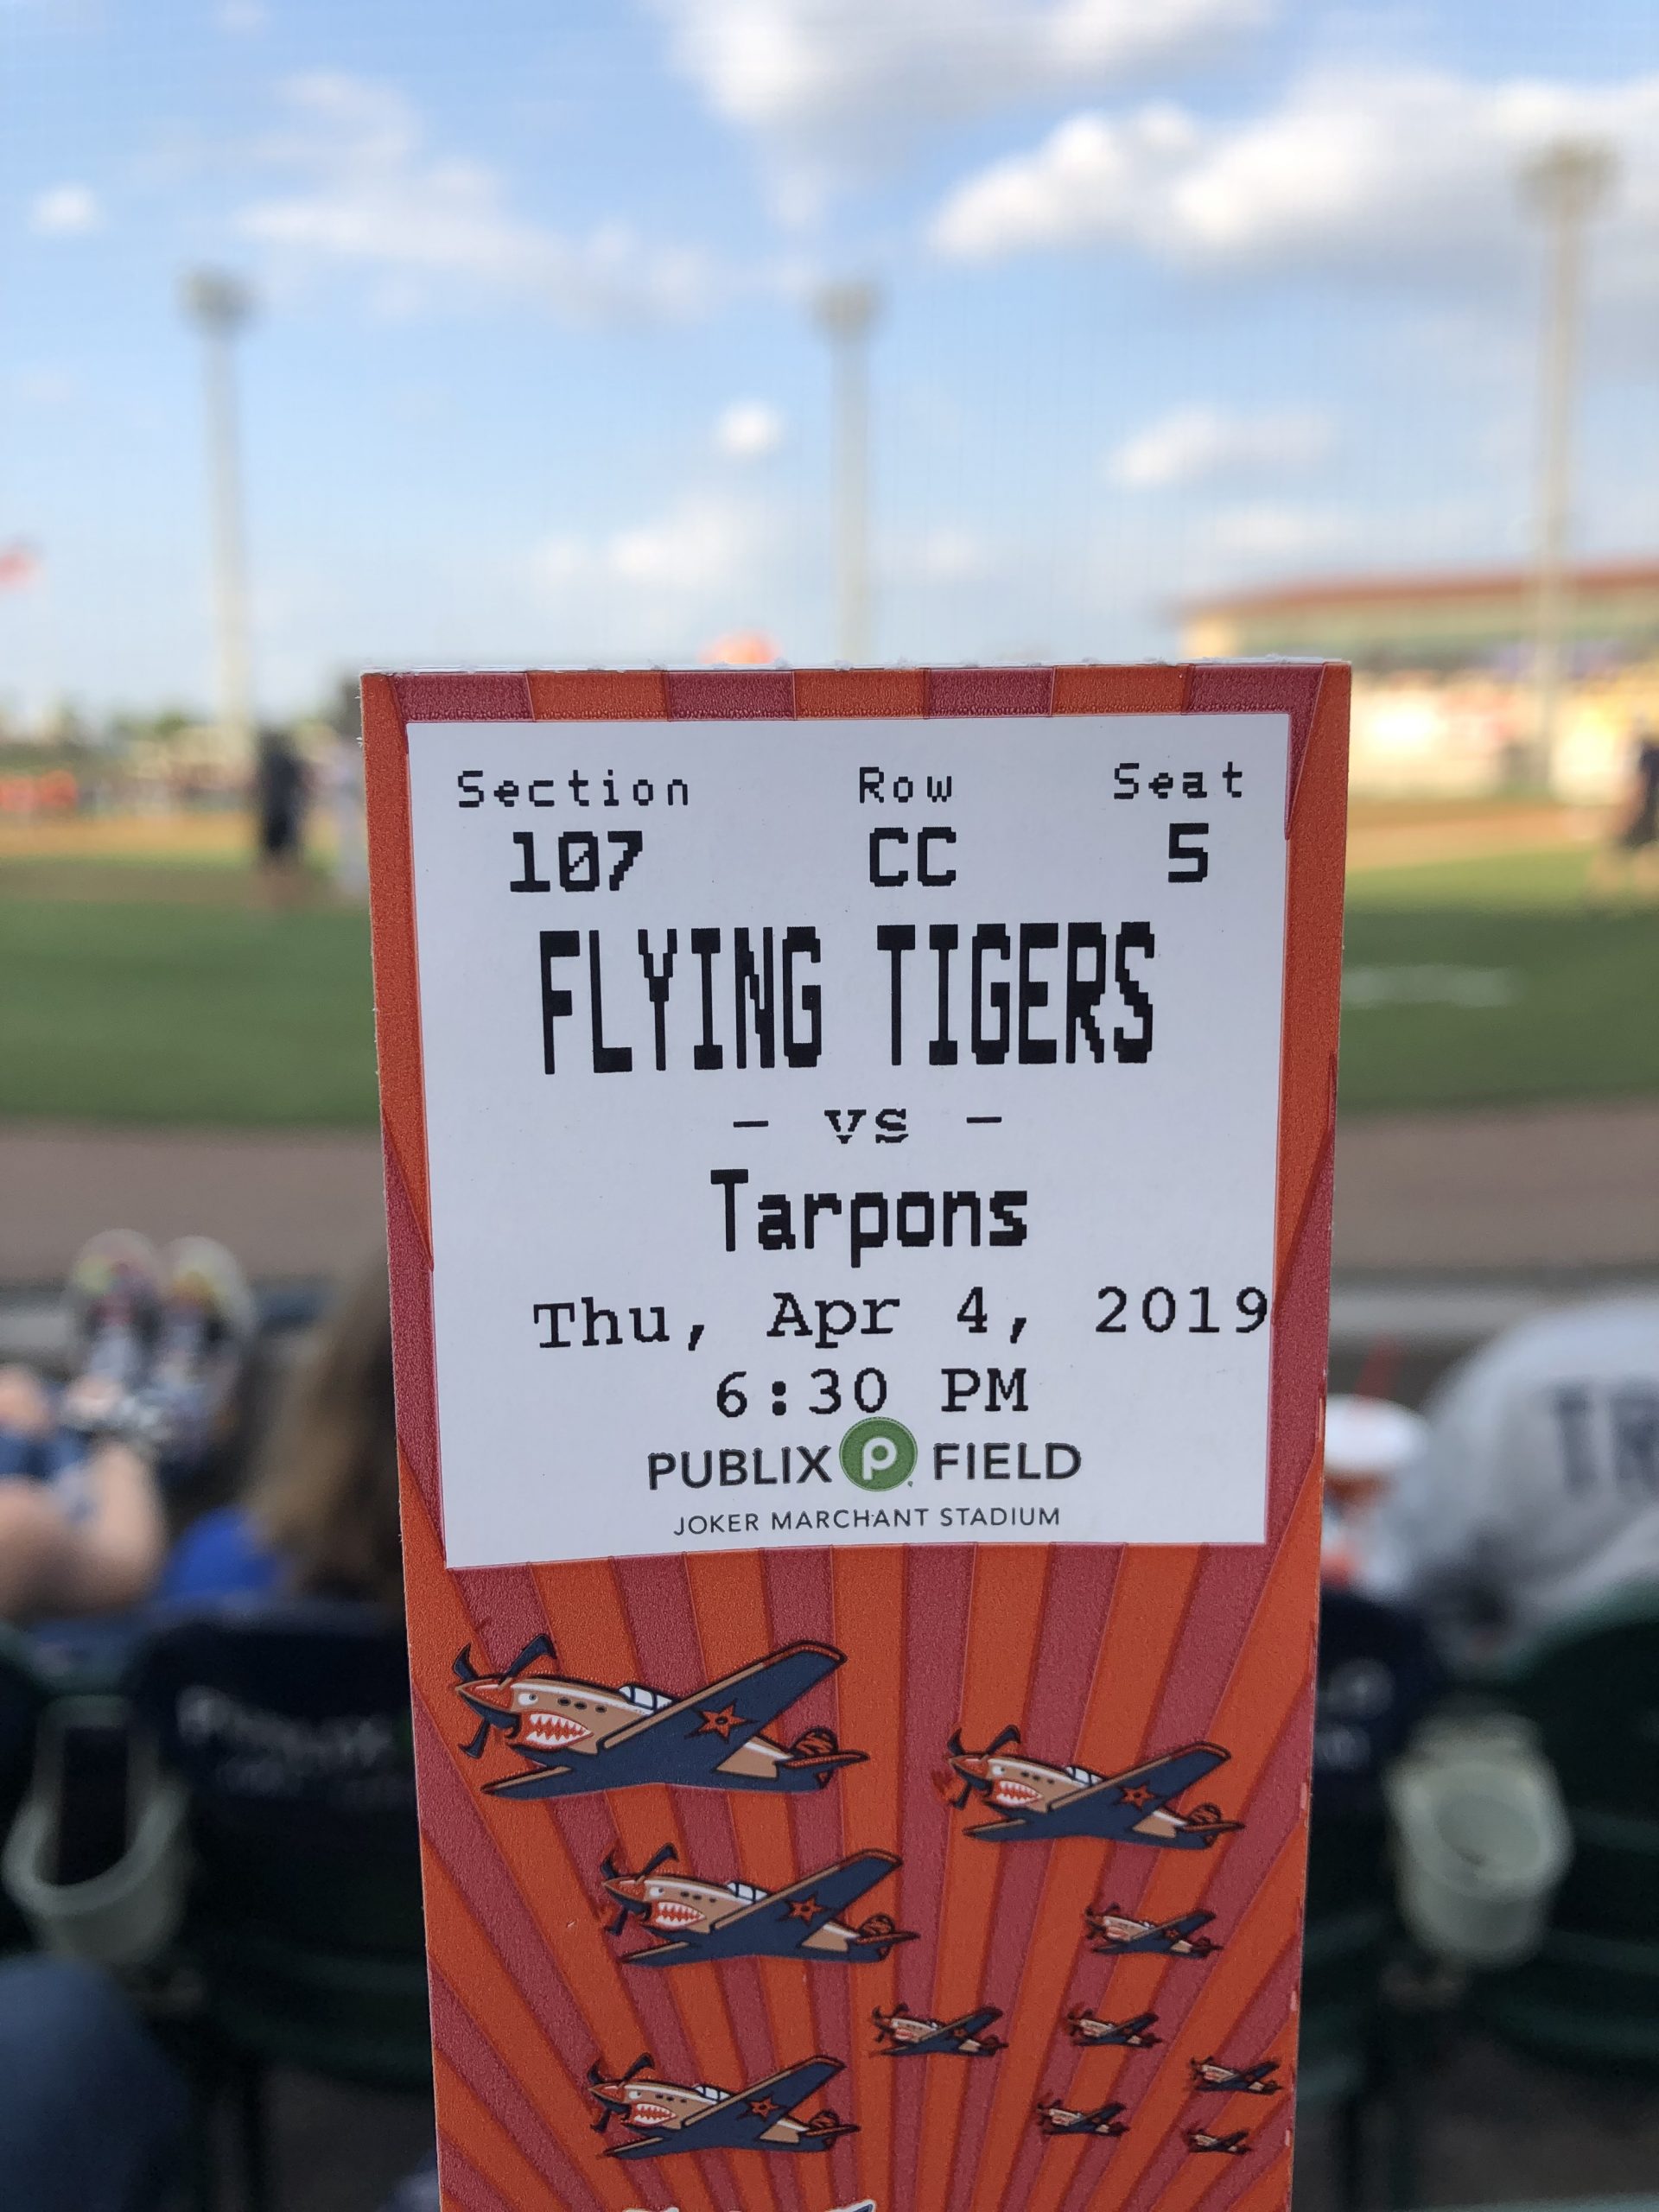 Section Row Seat
107 CC 5
FLYING TIGERS
- vs -
Tarpons
Thu, Apr 4, 2019
6:30 PM
PUBLIX P FIELD
JOKER MARCHANT STADIUM